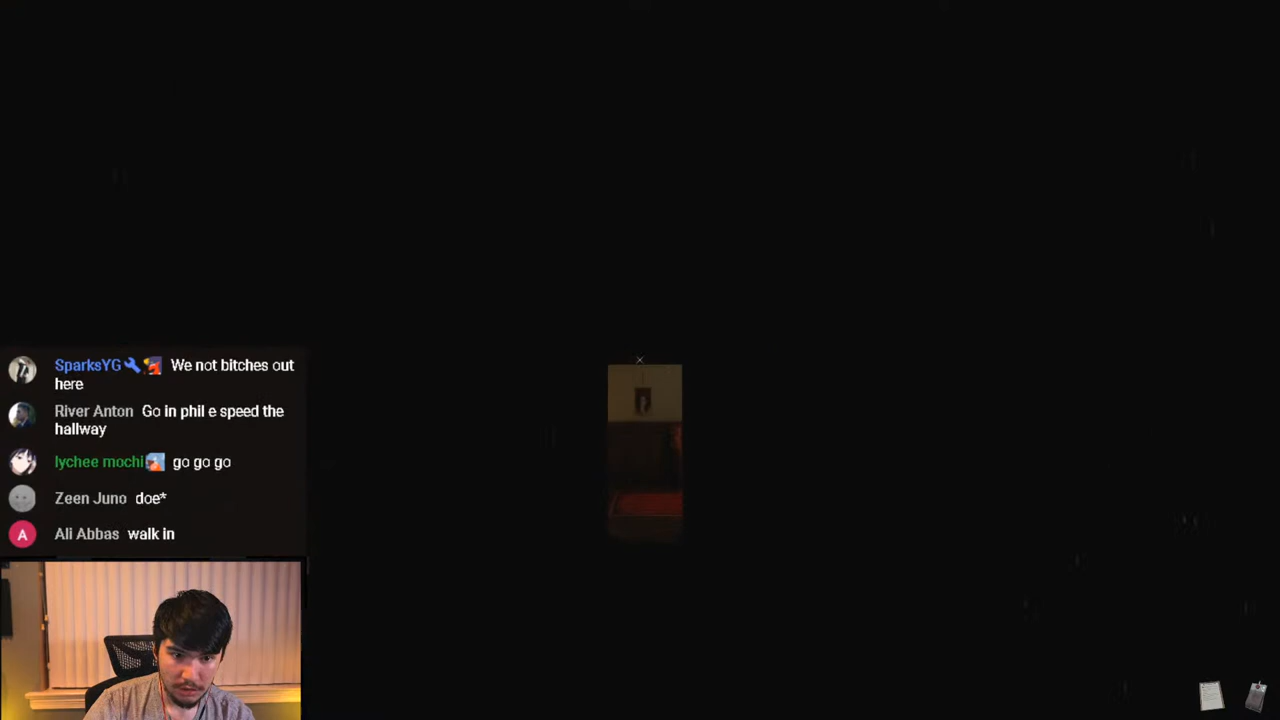 SparksYG We not bitches out
here
River Anton Go in phil e speed the
hallway
lychee mochi go go go
Zeen Juno doe*
A Ali Abbas walk in